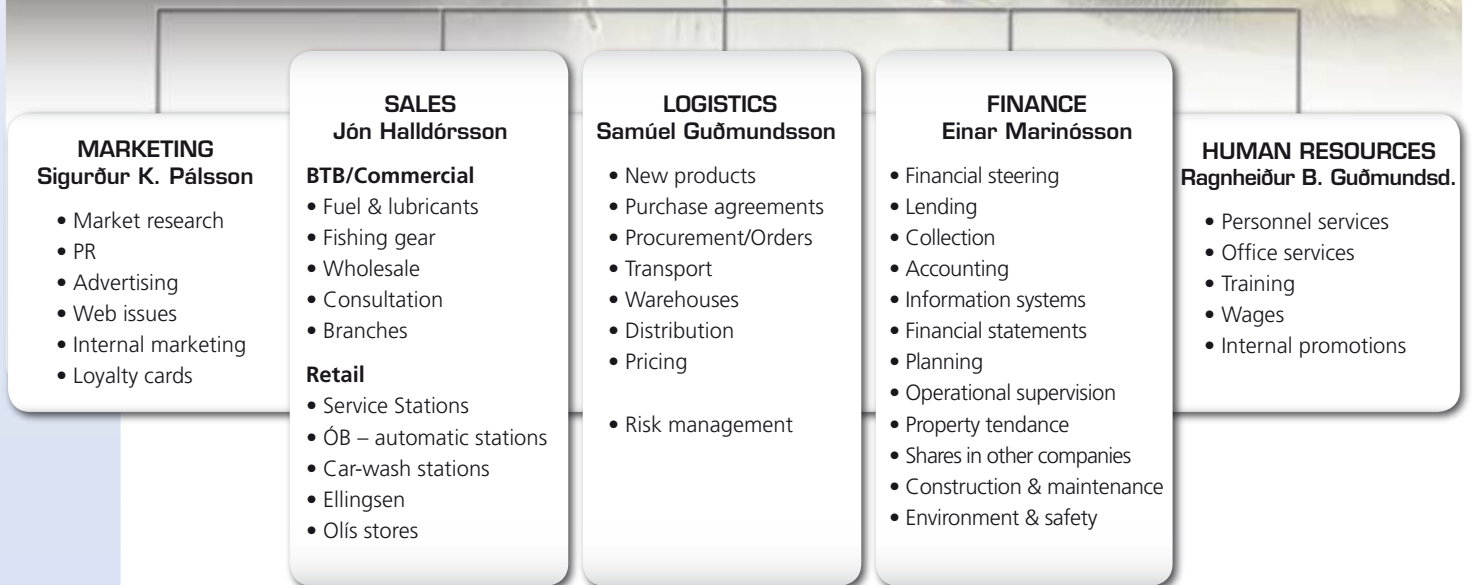 MARKETING
Sigurður K. Pálsson
• Market research
• PR
• Advertising
• Web issues
• Internal marketing
• Loyalty cards
SALES
Jón Halldórsson
BTB/Commercial
• Fuel & lubricants
• Fishing gear
• Wholesale
• Consultation
• Branches
Retail
• Service Stations
• ÓB – automatic stations
• Car-wash stations
• Ellingsen
• Olís stores
LOGISTICS
Samúel Guðmundsson
• New products
• Purchase agreements
• Procurement/Orders
• Transport
• Warehouses
• Distribution
• Pricing
• Risk management
FINANCE
Einar Marinósson
• Financial steering
• Lending
• Collection
• Accounting
• Information systems
• Financial statements
• Planning
• Operational supervision
• Property tendance
• Shares in other companies
• Construction & maintenance
• Environment & safety
HUMAN RESOURCES
Ragnheiður B. Guðmundsd.
• Personnel services
• Office services
• Training
• Wages
• Internal promotions